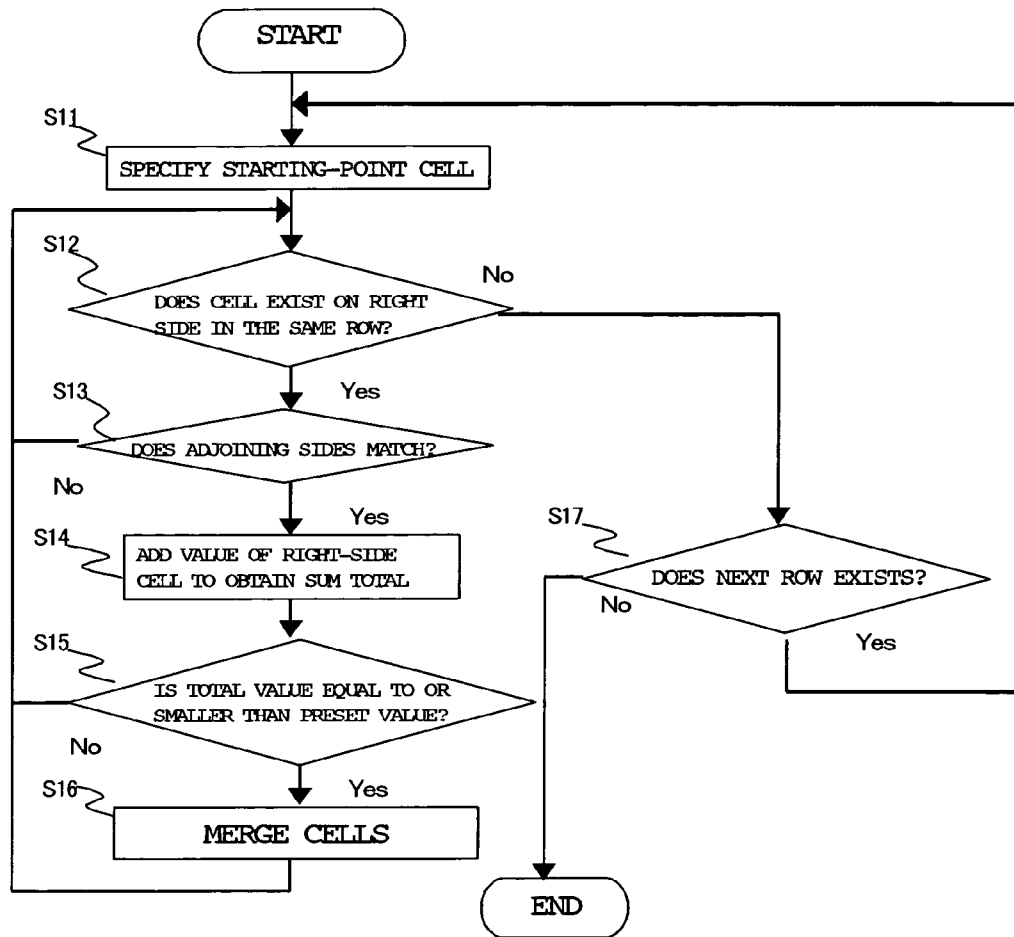 START
S11
SPECIFY STARTING-POINT CELL
S12
No
DOES CELL EXIST ON RIGHT
SIDE IN THE SAME ROW?
Yes
S13
DOES ADJOINING SIDES MATCH?
No
Yes
S14
ADD VALUE OF RIGHT-SIDE
CELL TO OBTAIN SUM TOTAL
S17
DOES NEXT ROW EXISTS?
No
Yes
S15
IS TOTAL VALUE EQUAL TO OR
SMALLER THAN PRESET VALUE?
No
Yes
S16
MERGE CELLS
END